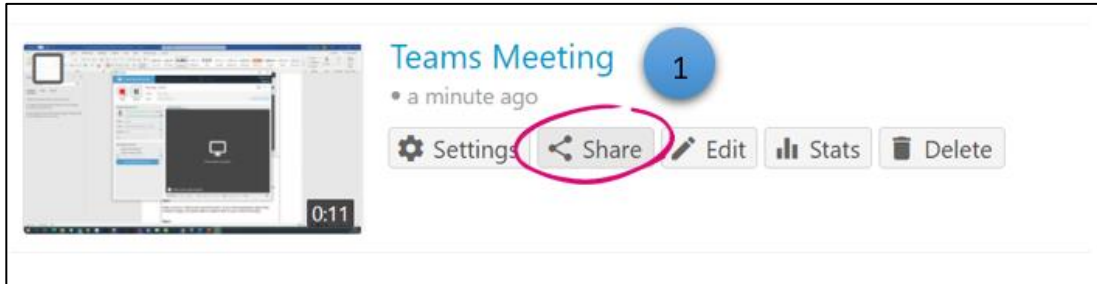 Teams Meeting
1
• a minute ago
Settings Share Edit Stats Delete
0:11